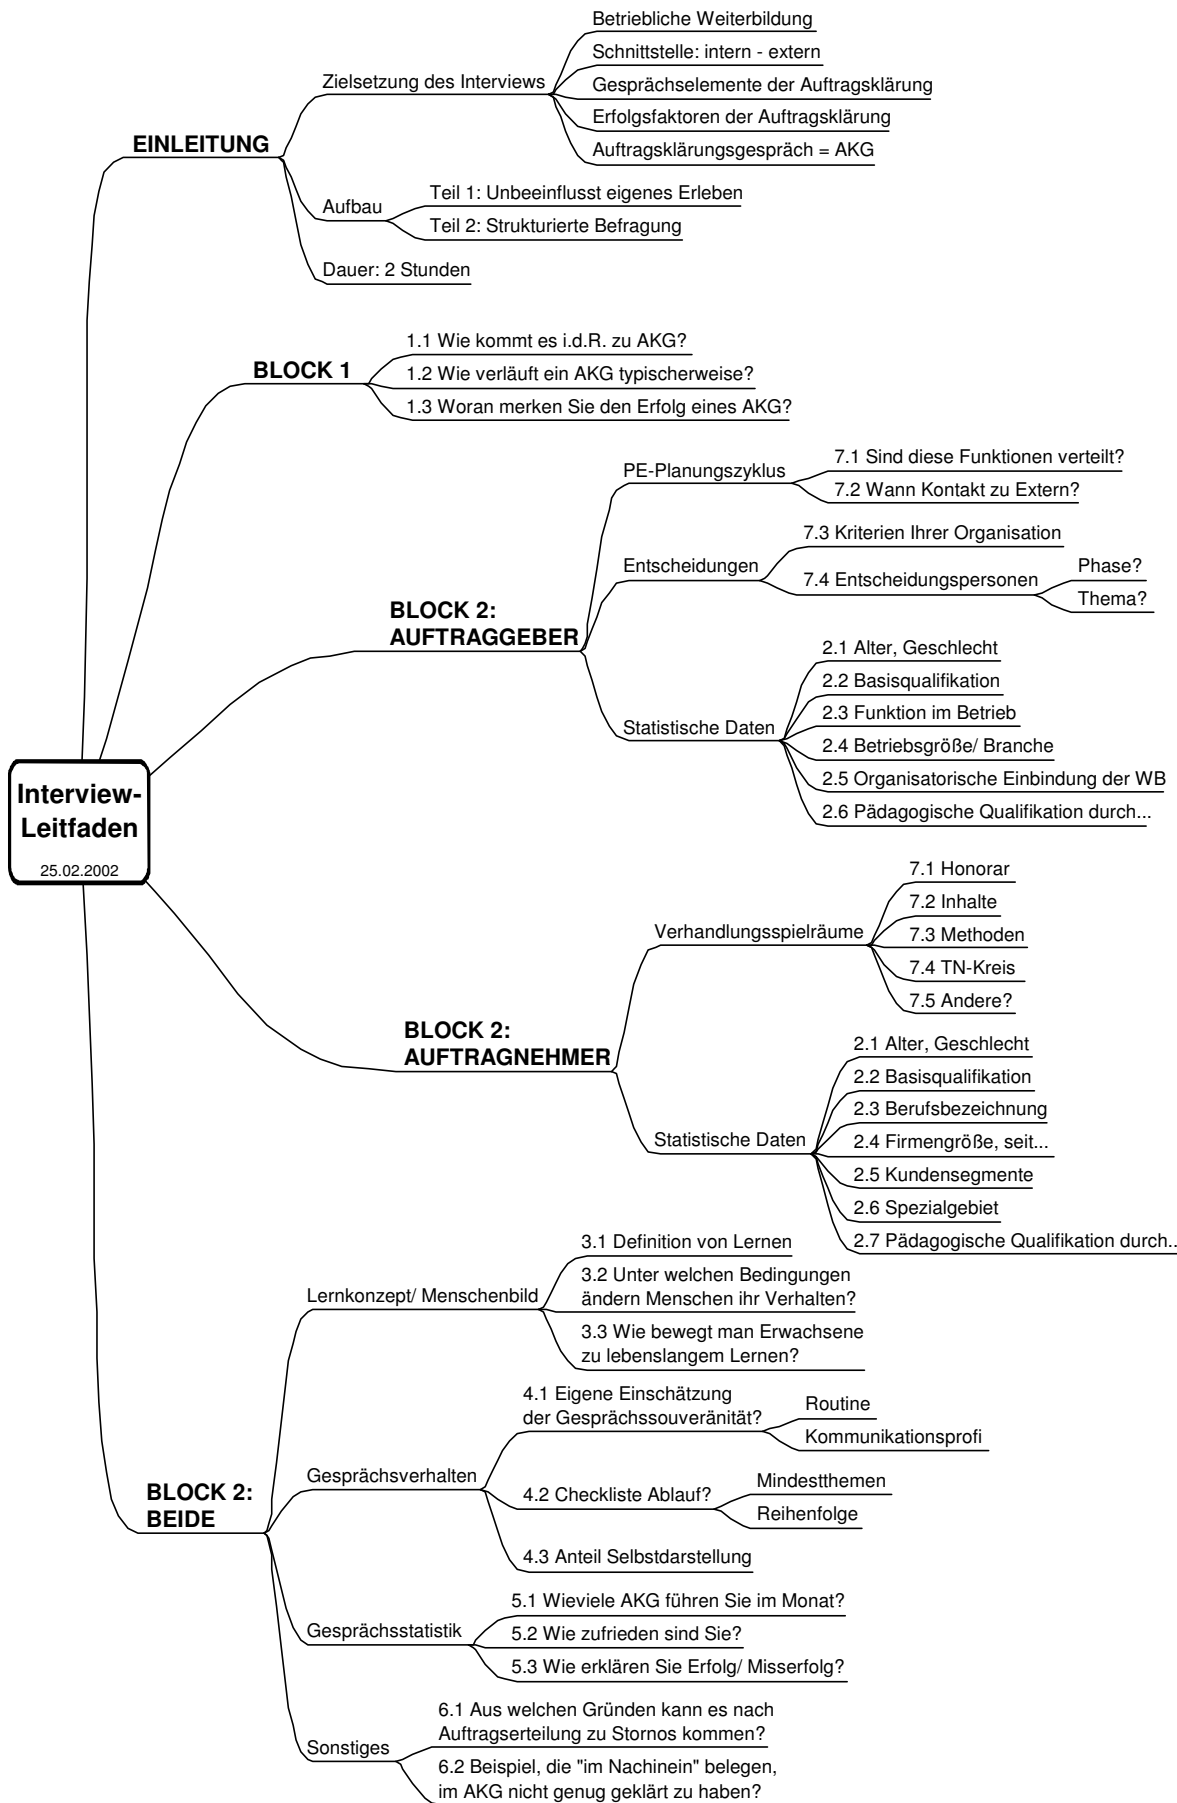 Interview-
Leitfaden
25.02.2002
EINLEITUNG
Zielsetzung des Interviews
Betriebliche Weiterbildung
Schnittstelle: intern - extern
Gesprächselemente der Auftragsklärung
Erfolgsfaktoren der Auftragsklärung
Auftragsklärungsgespräch = AKG
Aufbau
Teil 1: Unbeeinflusst eigenes Erleben
Teil 2: Strukturierte Befragung
Dauer: 2 Stunden
BLOCK 1
1.1 Wie kommt es i.d.R. zu AKG?
1.2 Wie verläuft ein AKG typischerweise?
1.3 Woran merken Sie den Erfolg eines AKG?
BLOCK 2:
AUFTRAGGEBER
PE-Planungszyklus
7.1 Sind diese Funktionen verteilt?
7.2 Wann Kontakt zu Extern?
Entscheidungen
7.3 Kriterien Ihrer Organisation
7.4 Entscheidungspersonen
Phase?
Thema?
Statistische Daten
2.1 Alter, Geschlecht
2.2 Basisqualifikation
2.3 Funktion im Betrieb
2.4 Betriebsgröße/ Branche
2.5 Organisatorische Einbindung der WB
2.6 Pädagogische Qualifikation durch...
BLOCK 2:
AUFTRAGNEHMER
Verhandlungsspielräume
7.1 Honorar
7.2 Inhalte
7.3 Methoden
7.4 TN-Kreis
7.5 Andere?
Statistische Daten
2.1 Alter, Geschlecht
2.2 Basisqualifikation
2.3 Berufsbezeichnung
2.4 Firmengröße, seit...
2.5 Kundensegmente
2.6 Spezialgebiet
2.7 Pädagogische Qualifikation durch..
BLOCK 2:
BEIDE
Lernkonzept/ Menschenbild
3.1 Definition von Lernen
3.2 Unter welchen Bedingungen
ändern Menschen ihr Verhalten?
3.3 Wie bewegt man Erwachsene
zu lebenslangem Lernen?
Gesprächsverhalten
4.1 Eigene Einschätzung
der Gesprächssouveränität?
Routine
Kommunikationsprofi
4.2 Checkliste Ablauf?
Mindestthemen
Reihenfolge
4.3 Anteil Selbstdarstellung
Gesprächsstatistik
5.1 Wieviele AKG führen Sie im Monat?
5.2 Wie zufrieden sind Sie?
5.3 Wie erklären Sie Erfolg/ Misserfolg?
Sonstiges
6.1 Aus welchen Gründen kann es nach
Auftragserteilung zu Stornos kommen?
6.2 Beispiel, die "im Nachinein" belegen,
im AKG nicht genug geklärt zu haben?